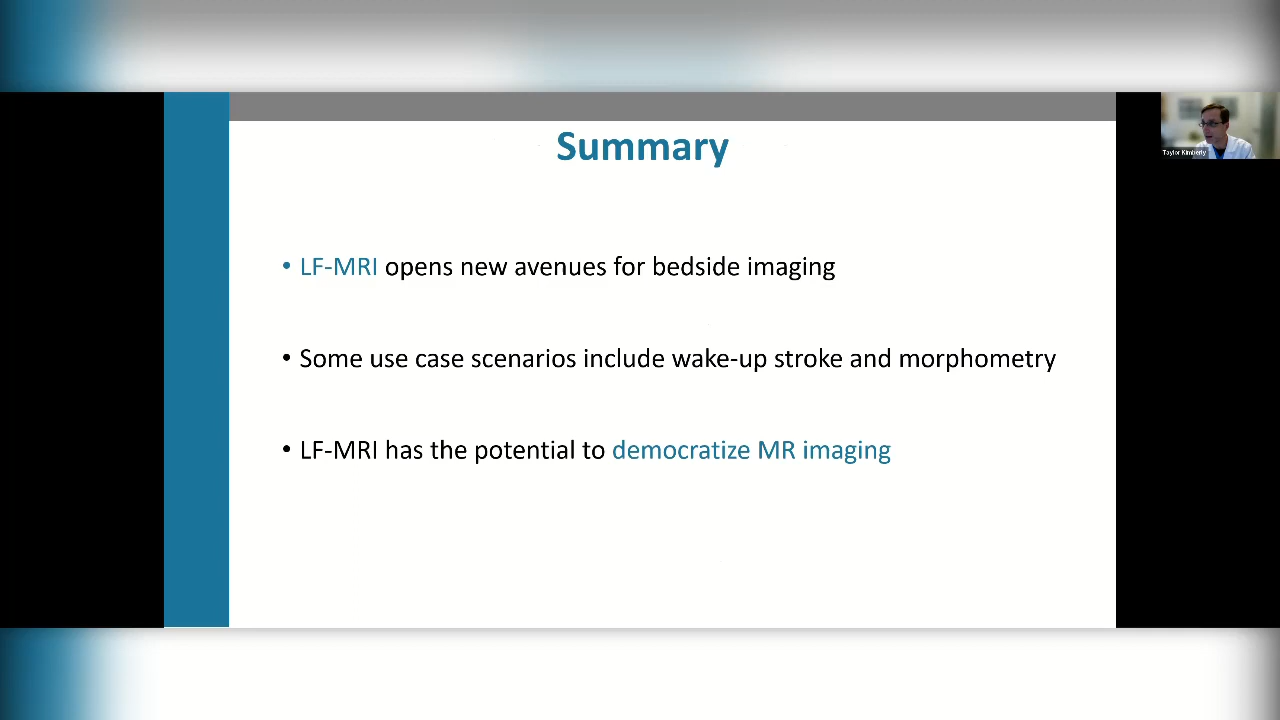 Summary
• LF-MRI opens new avenues for bedside imaging
• Some use case scenarios include wake-up stroke and morphometry
• LF-MRI has the potential to democratize MR imaging
Taylor Kimberly